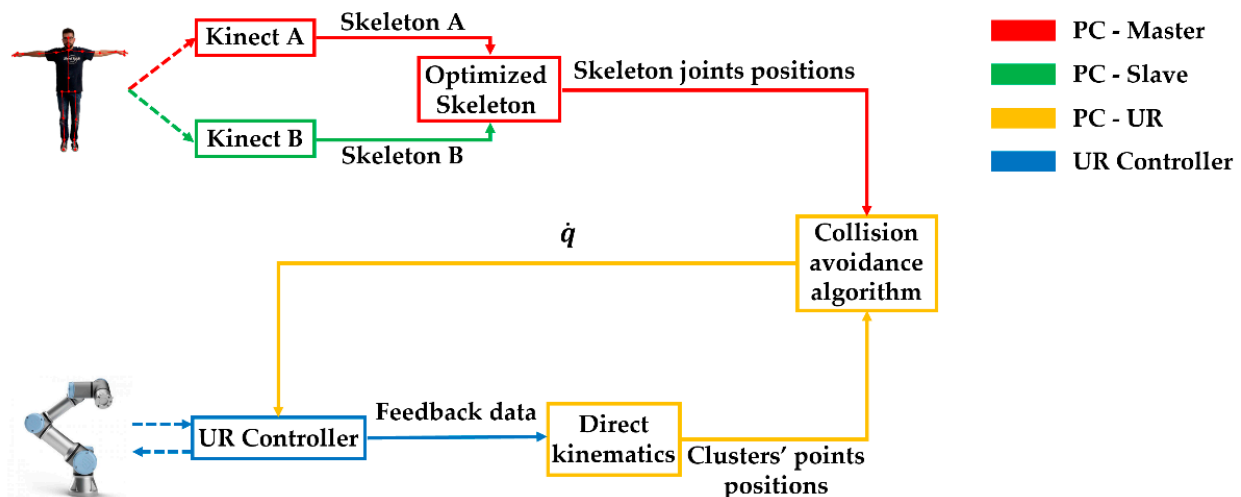 Skeleton A
Kinect A
Optimized
Skeleton
Skeleton joints positions
Kinect B
Skeleton B
PC - Master
PC - Slave
PC - UR
UR Controller
q̇
Collision
avoidance
algorithm
UR Controller
Feedback data
Direct
kinematics
Clusters’ points
positions